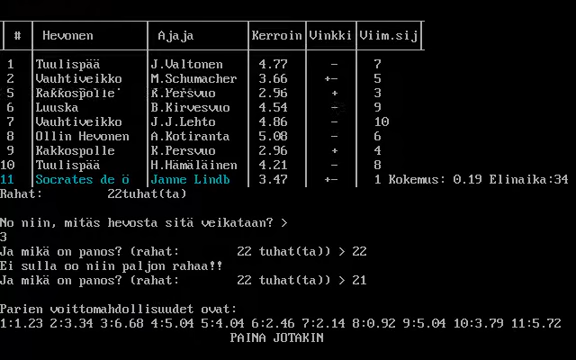 # Hevonen Ajaja Kerroin Vinkki Viim.sij
1 Tuulispää J.Valtonen 4.77 - 7
2 Vauhtiveikko M.Schumacher 3.66 +- 5
5 Kakkospolle K.Persvuo 2.96 + 3
6 Luuska B.Kirvesvuo 4.54 - 9
7 Vauhtiveikko J.J.Lehto 4.86 - 10
8 Ollin Hevonen A.Kotiranta 5.08 - 6
9 Kakkospolle K.Persvuo 2.96 + 4
10 Tuulispää H.Hämäläinen 4.21 - 8
11 Socrates de ö Janne Lindb 3.47 +- 1 Kokemus: 0.19 Elinaika:34
Rahat: 22tuhat(ta)
No niin, mitäs hevosta sitä veikataan? >
3
Ja mikä on panos? (rahat: 22 tuhat(ta)) > 22
Ei sulla oo niin paljon rahaa!!
Ja mikä on panos? (rahat: 22 tuhat(ta)) > 21
Parien voittomahdollisuudet ovat:
1:1.23 2:3.34 3:6.68 4:5.04 5:4.04 6:2.46 7:2.14 8:0.92 9:5.04 10:3.79 11:5.72
PAINA JOTAKIN